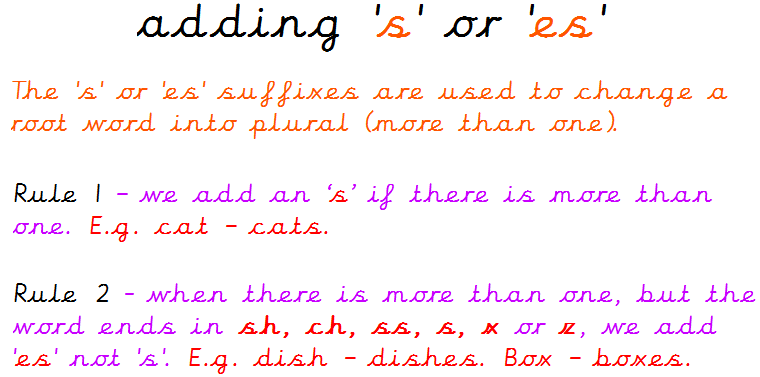 adding 's' or 'es'
The 's' or 'es' suffixes are used to change a
root word into plural (more than one).
Rule 1 - we add an ‘s’ if there is more than
one. E.g. cat - cats.
Rule 2 - when there is more than one, but the
word ends in sh, ch, ss, s, x or z, we add
'es' not 's'. E.g. dish - dishes. Box - boxes.